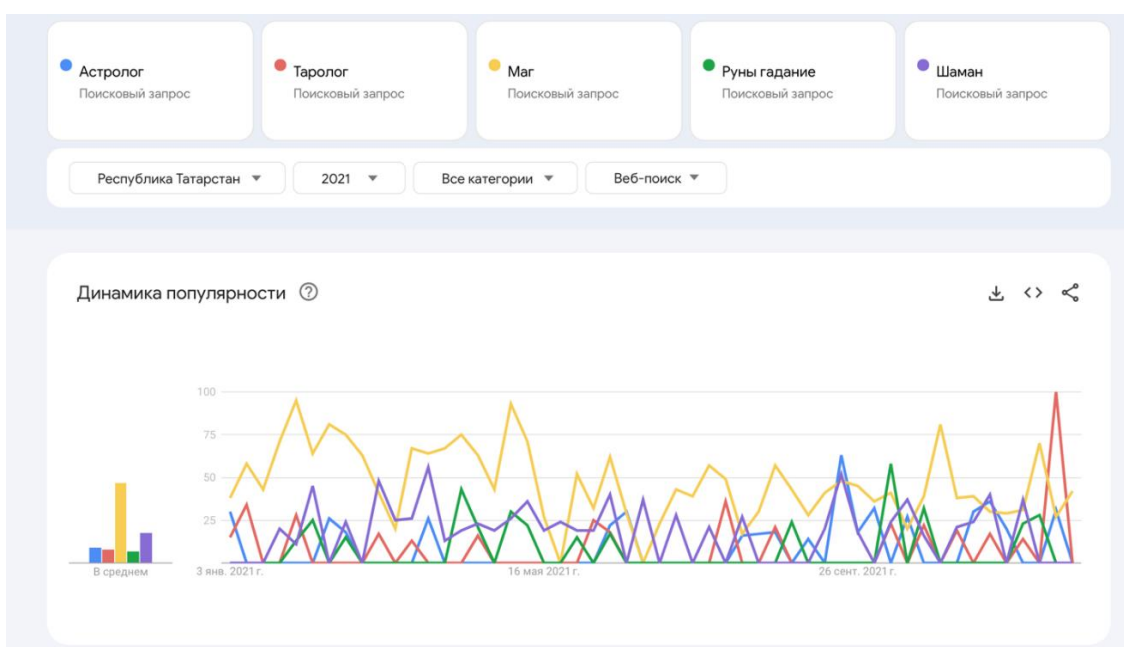 Астролог
Поисковый запрос
Таролог
Поисковый запрос
Маг
Поисковый запрос
Руны гадание
Поисковый запрос
Шаман
Поисковый запрос
Республика Татарстан
2021
Все категории
Веб-поиск
Динамика популярности
100
75
50
25
В среднем
3 янв. 2021 г.
16 мая 2021 г.
26 сент. 2021 г.